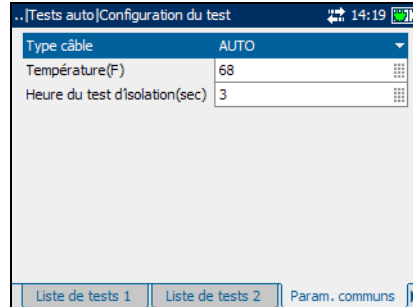 ..|Tests auto|Configuration du test 14:19
Type câble AUTO
Température(F) 68
Heure du test d'isolation(sec) 3
Liste de tests 1 Liste de tests 2 Param. communs